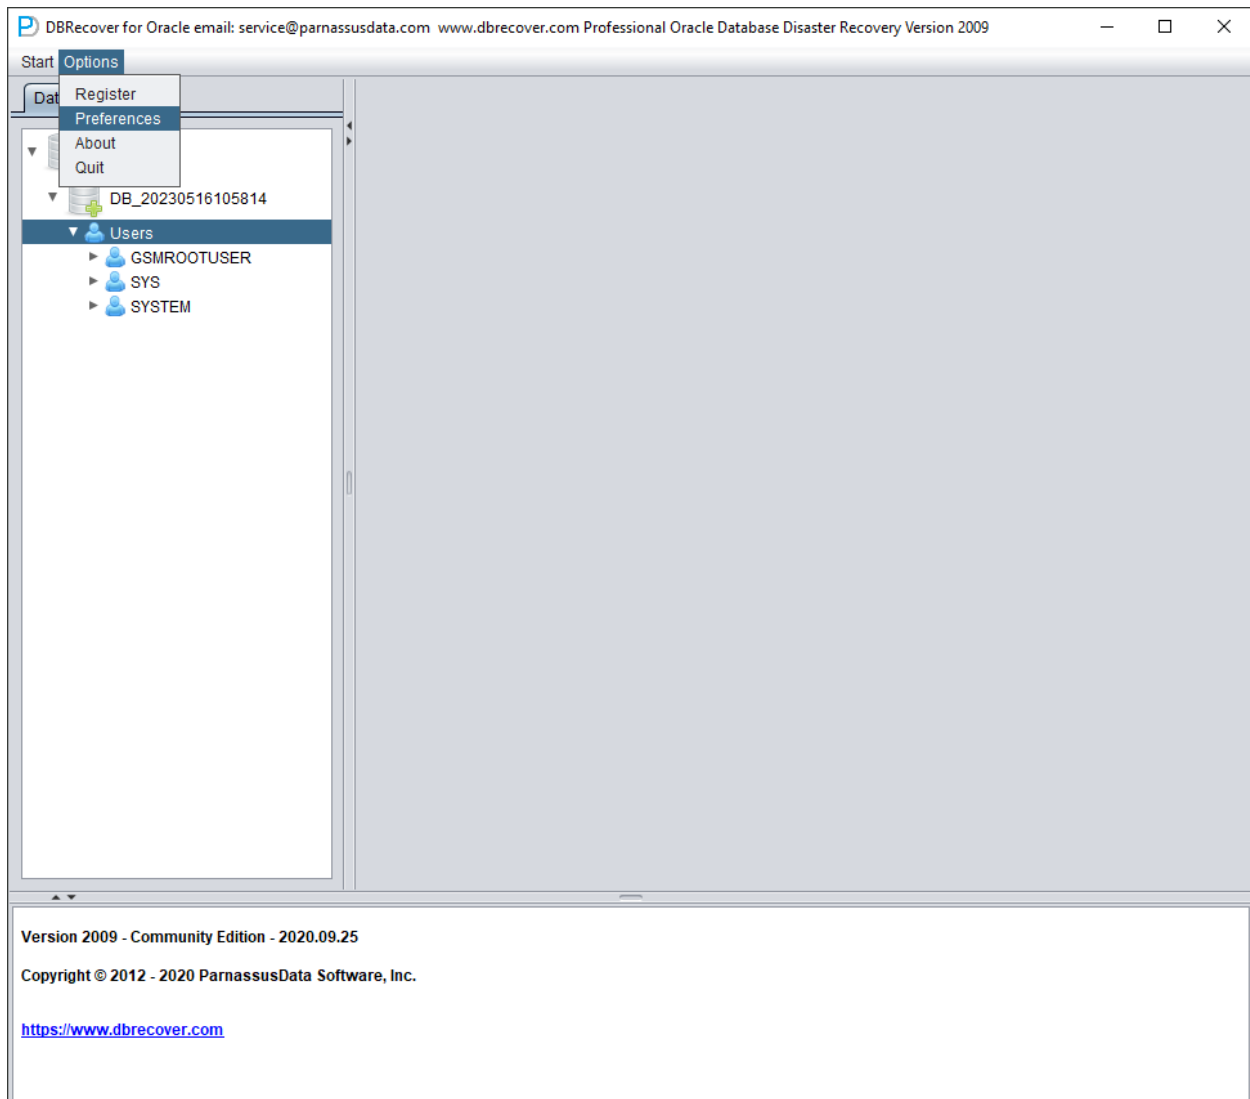 DBRecover for Oracle email: service@parnassusdata.com  www.dbrecover.com Professional Oracle Database Disaster Recovery Version 2009
Start Options
Register
Preferences
About
Quit
DB_20230516105814
Users
GSMROOTUSER
SYS
SYSTEM
Version 2009 - Community Edition - 2020.09.25
Copyright © 2012 - 2020 ParnassusData Software, Inc.
https://www.dbrecover.com